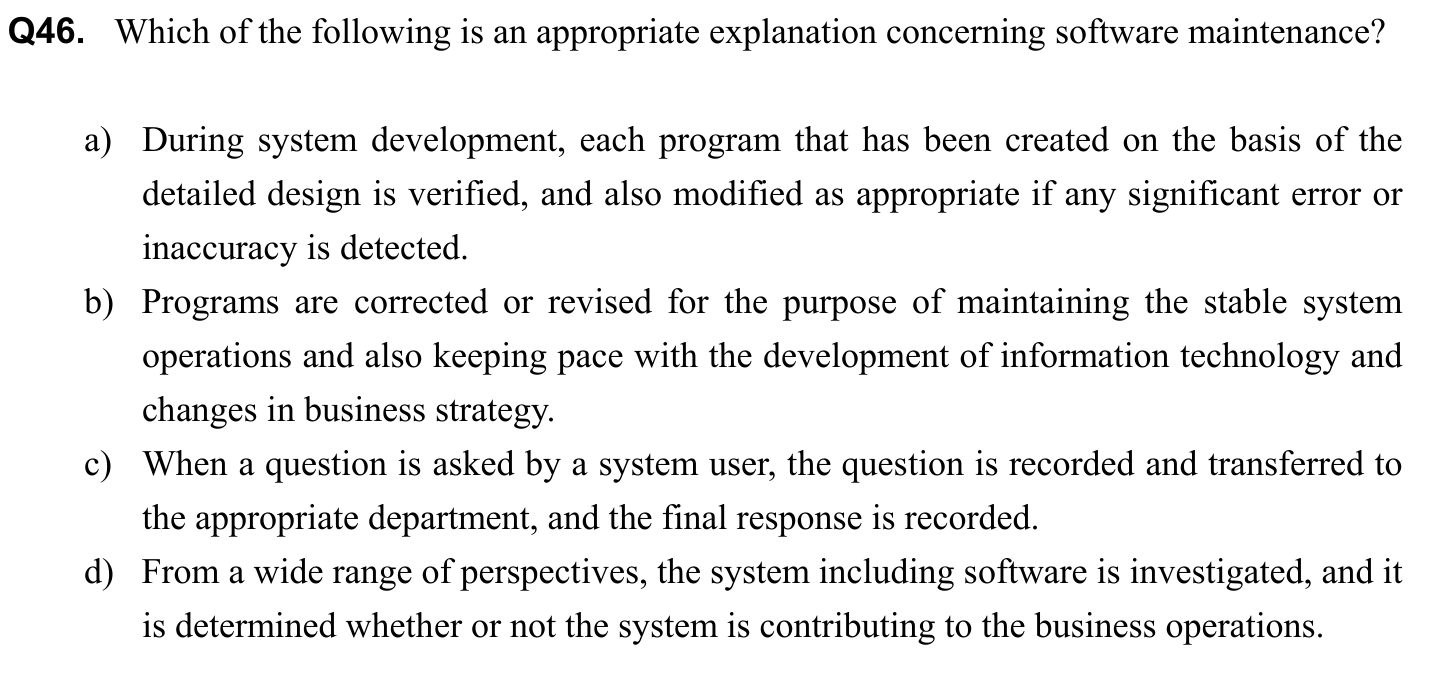 Q46. Which of the following is an appropriate explanation concerning software maintenance?
a) During system development, each program that has been created on the basis of the
detailed design is verified, and also modified as appropriate if any significant error or
inaccuracy is detected.
b) Programs are corrected or revised for the purpose of maintaining the stable system
operations and also keeping pace with the development of information technology and
changes in business strategy.
c) When a question is asked by a system user, the question is recorded and transferred to
the appropriate department, and the final response is recorded.
d) From a wide range of perspectives, the system including software is investigated, and it
is determined whether or not the system is contributing to the business operations.